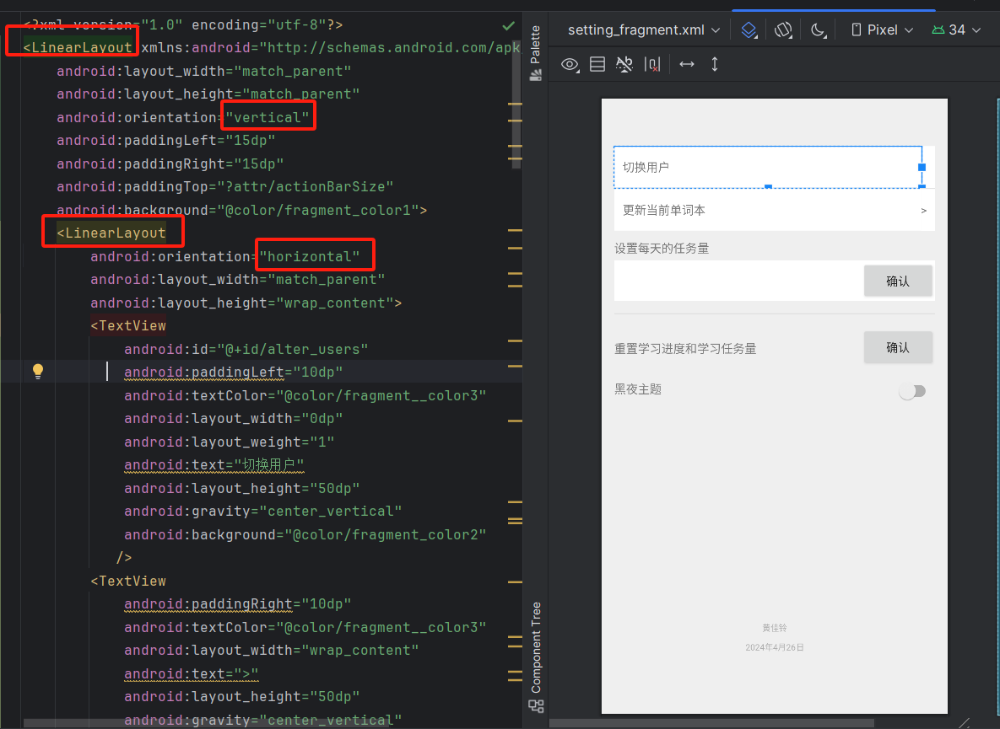 <?xml version="1.0" encoding="utf-8"?>
<LinearLayout xmlns:android="http://schemas.android.com/apk
android:layout_width="match_parent"
android:layout_height="match_parent"
android:orientation="vertical"
android:paddingLeft="15dp"
android:paddingRight="15dp"
android:paddingTop="?attr/actionBarSize"
android:background="@color/fragment_color1">
<LinearLayout
android:orientation="horizontal"
android:layout_width="match_parent"
android:layout_height="wrap_content">
<TextView
android:id="@+id/alter_users"
android:paddingLeft="10dp"
android:textColor="@color/fragment__color3"
android:layout_width="0dp"
android:layout_weight="1"
android:text="切换用户"
android:layout_height="50dp"
android:gravity="center_vertical"
android:background="@color/fragment_color2"
/>
<TextView
android:paddingRight="10dp"
android:textColor="@color/fragment__color3"
android:layout_width="wrap_content"
android:text=">"
android:layout_height="50dp"
android:gravity="center_vertical"
Palette
Component Tree
setting_fragment.xml
Pixel
34
切换用户
更新当前单词本 >
设置每天的任务量
确认
重置学习进度和学习任务量 确认
黑夜主题
黄佳铃
2024年4月26日